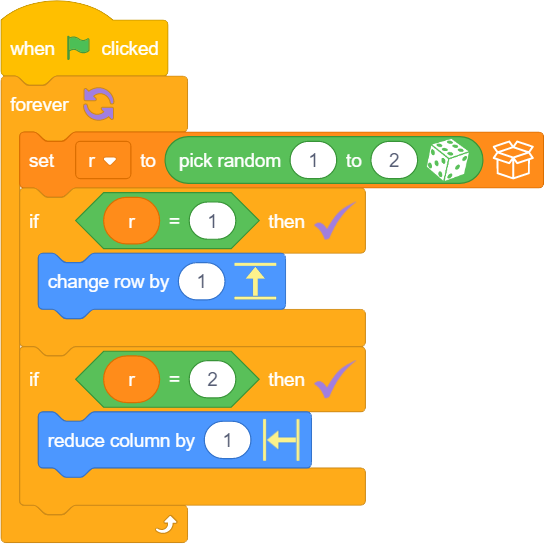 when clicked
forever
set r to pick random 1 to 2
if r = 1 then
change row by 1
if r = 2 then
reduce column by 1